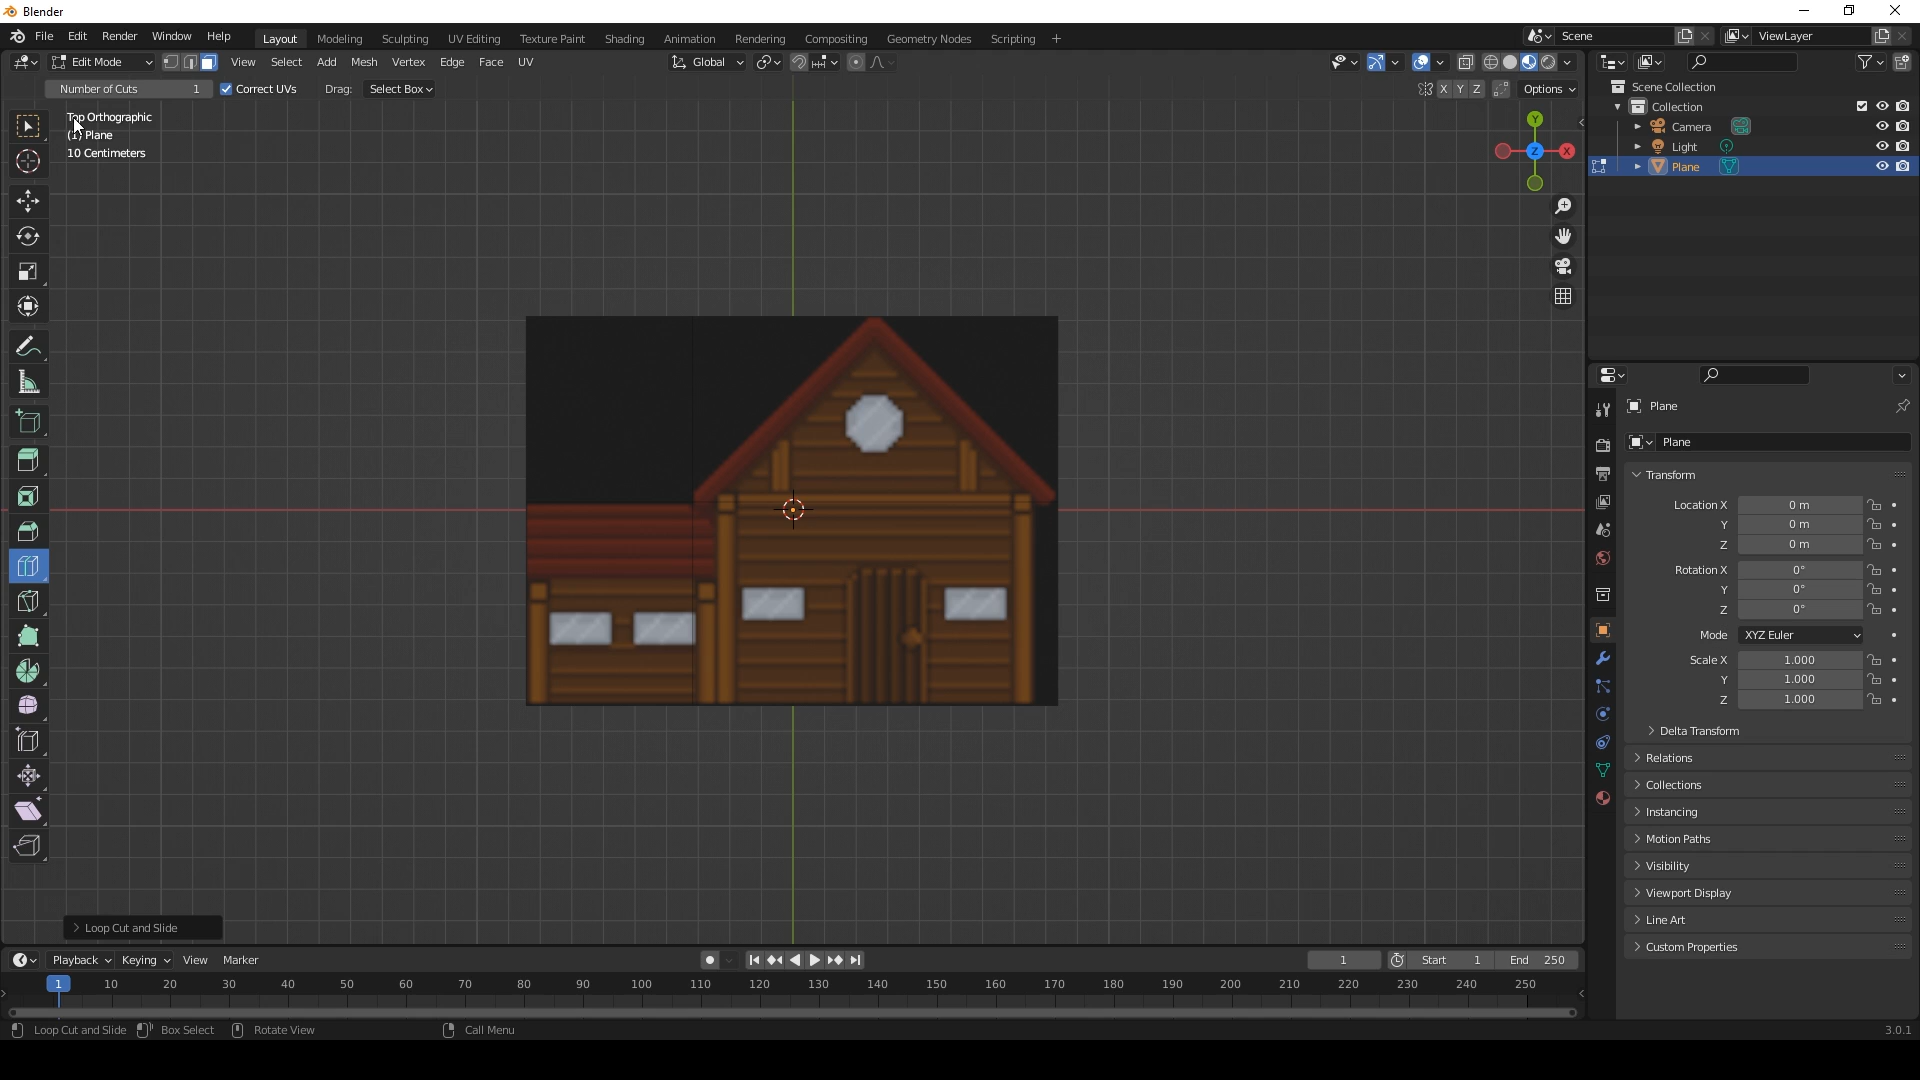 Blender
File Edit Render Window Help Layout Modeling Sculpting UV Editing Texture Paint Shading Animation Rendering Compositing Geometry Nodes Scripting + Scene ViewLayer
Edit Mode View Select Add Mesh Vertex Edge Face UV Global
Number of Cuts 1 Correct UVs Drag: Select Box X Y Z Options
Top Orthographic
(1) Plane
10 Centimeters
Y
Z X
Scene Collection
Collection
Camera
Light
Plane
Plane
Plane
Transform
Location X 0 m
Y 0 m
Z 0 m
Rotation X 0°
Y 0°
Z 0°
Mode XYZ Euler
Scale X 1.000
Y 1.000
Z 1.000
Delta Transform
Relations
Collections
Instancing
Motion Paths
Visibility
Viewport Display
Line Art
Custom Properties
Loop Cut and Slide
Playback Keying View Marker 1 Start 1 End 250
1 10 20 30 40 50 60 70 80 90 100 110 120 130 140 150 160 170 180 190 200 210 220 230 240 250
Loop Cut and Slide Box Select Rotate View Call Menu 3.0.1